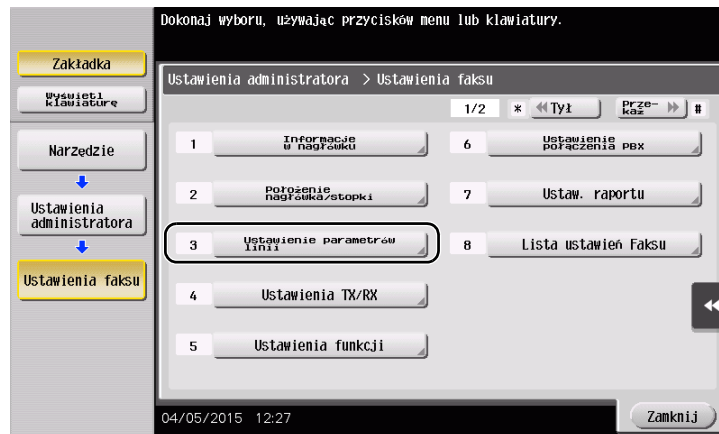 Dokonaj wyboru, używając przycisków menu lub klawiatury.
Zakładka
Wyświetl
klawiaturę
Narzędzie
Ustawienia
administratora
Ustawienia faksu
Ustawienia administratora > Ustawienia faksu
1/2 * Tył Prze-
każ #
1 Informacje
w nagłówku
2 Położenie
nagłówka/stopki
3 Ustawienie parametrów
linii
4 Ustawienia TX/RX
5 Ustawienia funkcji
6 Ustawienie
połączenia PBX
7 Ustaw. raportu
8 Lista ustawień Faksu
04/05/2015 12:27
Zamknij